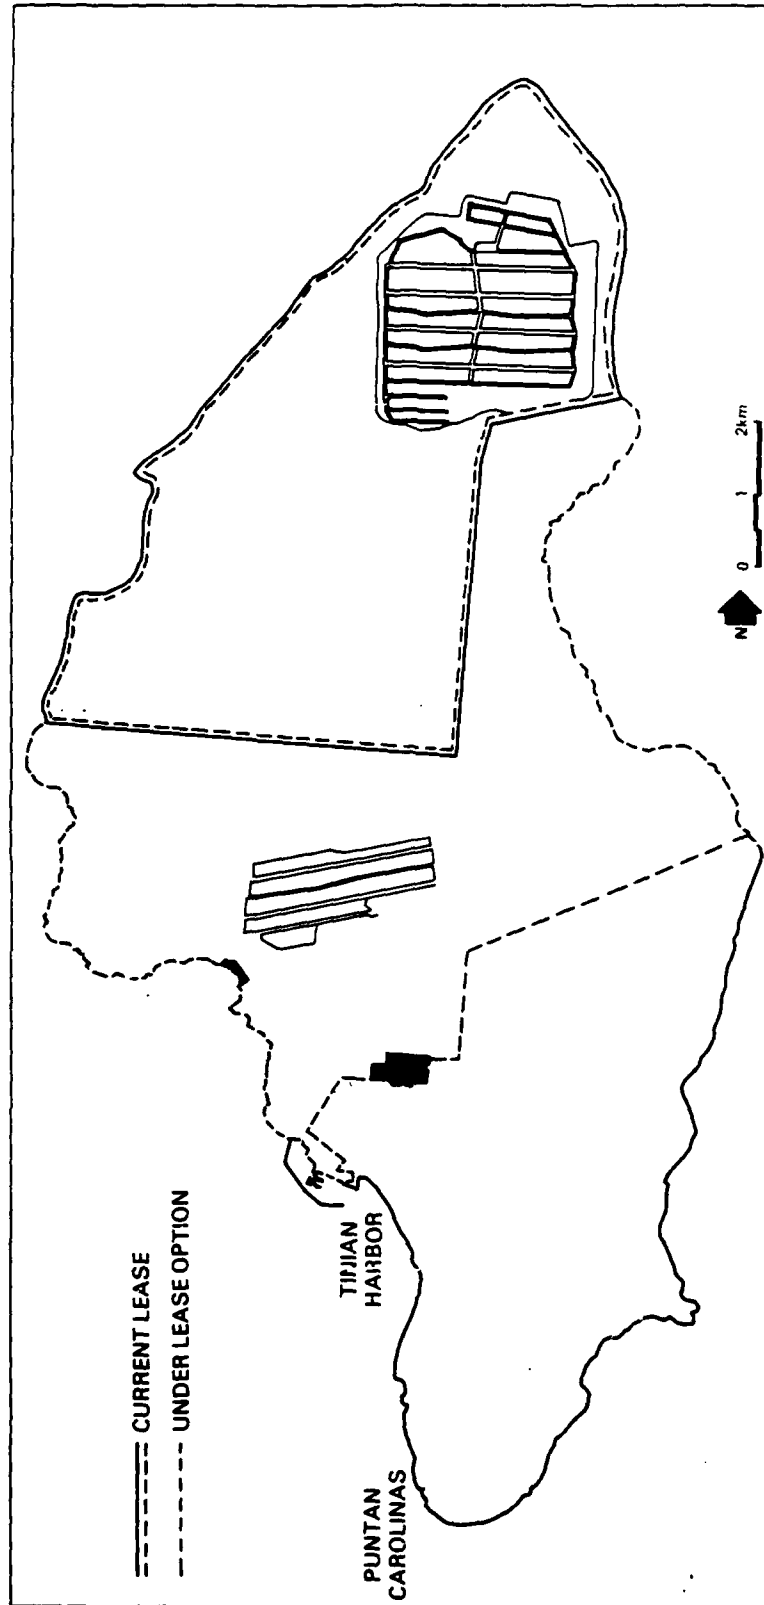 CURRENT LEASE
UNDER LEASE OPTION
TINIAN
HARBOR
PUNTAN
CAROLINAS
N
0 1 2km